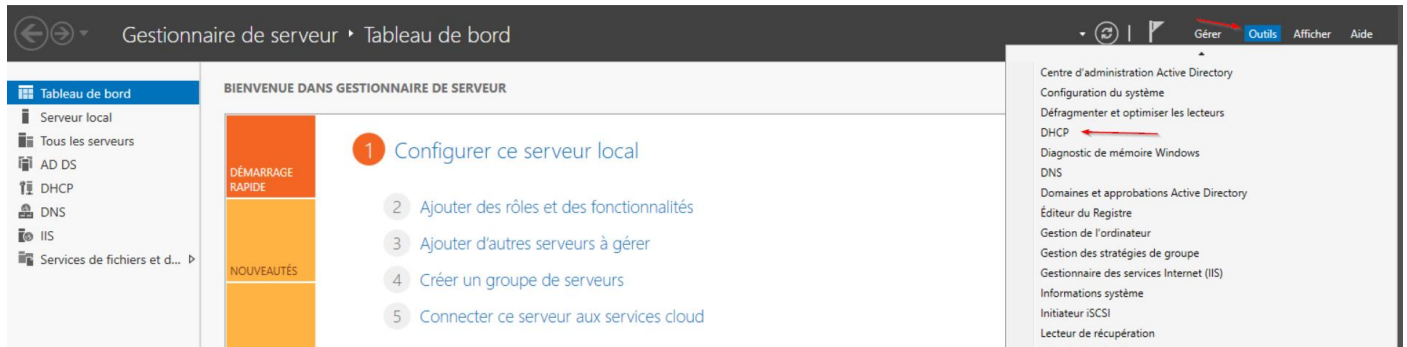 Gestionnaire de serveur ‣ Tableau de bord
Gérer Outils Afficher Aide
Tableau de bord
Serveur local
Tous les serveurs
AD DS
DHCP
DNS
IIS
Services de fichiers et d...
BIENVENUE DANS GESTIONNAIRE DE SERVEUR
DÉMARRAGE
RAPIDE
NOUVEAUTÉS
1 Configurer ce serveur local
2 Ajouter des rôles et des fonctionnalités
3 Ajouter d'autres serveurs à gérer
4 Créer un groupe de serveurs
5 Connecter ce serveur aux services cloud
Centre d'administration Active Directory
Configuration du système
Défragmenter et optimiser les lecteurs
DHCP
Diagnostic de mémoire Windows
DNS
Domaines et approbations Active Directory
Éditeur du Registre
Gestion de l'ordinateur
Gestion des stratégies de groupe
Gestionnaire des services Internet (IIS)
Informations système
Initiateur iSCSI
Lecteur de récupération